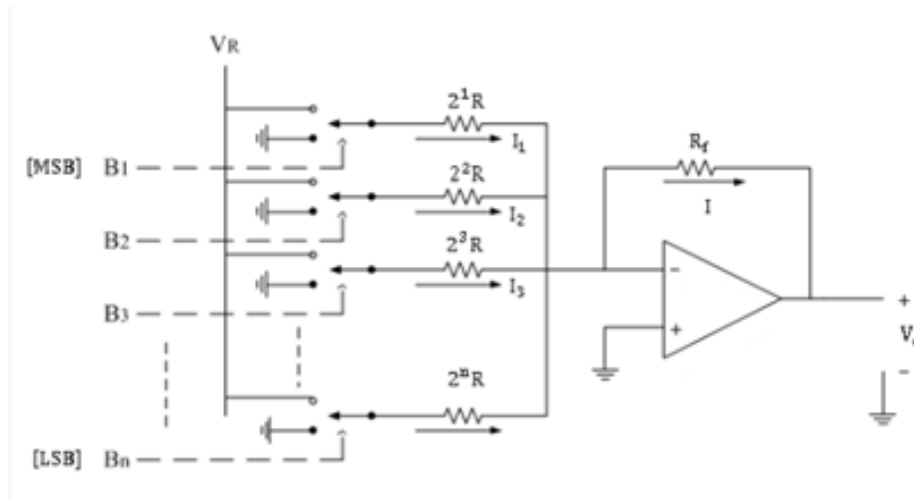 VR
2¹R
I₁
[MSB] B1
2²R
I₂
B2
2³R
I₃
B3
2ⁿR
[LSB] Bn
R𝑓
I
−
+
+
V
−